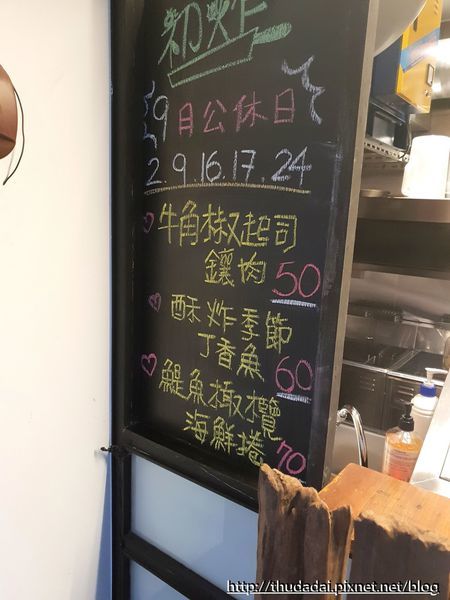 初炸
9月公休日
2.9.16.17.24
牛角椒起司
鑲肉 50
酥炸季節
丁香魚 60
鯷魚橄欖
海鮮捲 70
http://thudadai.pixnet.net/blog